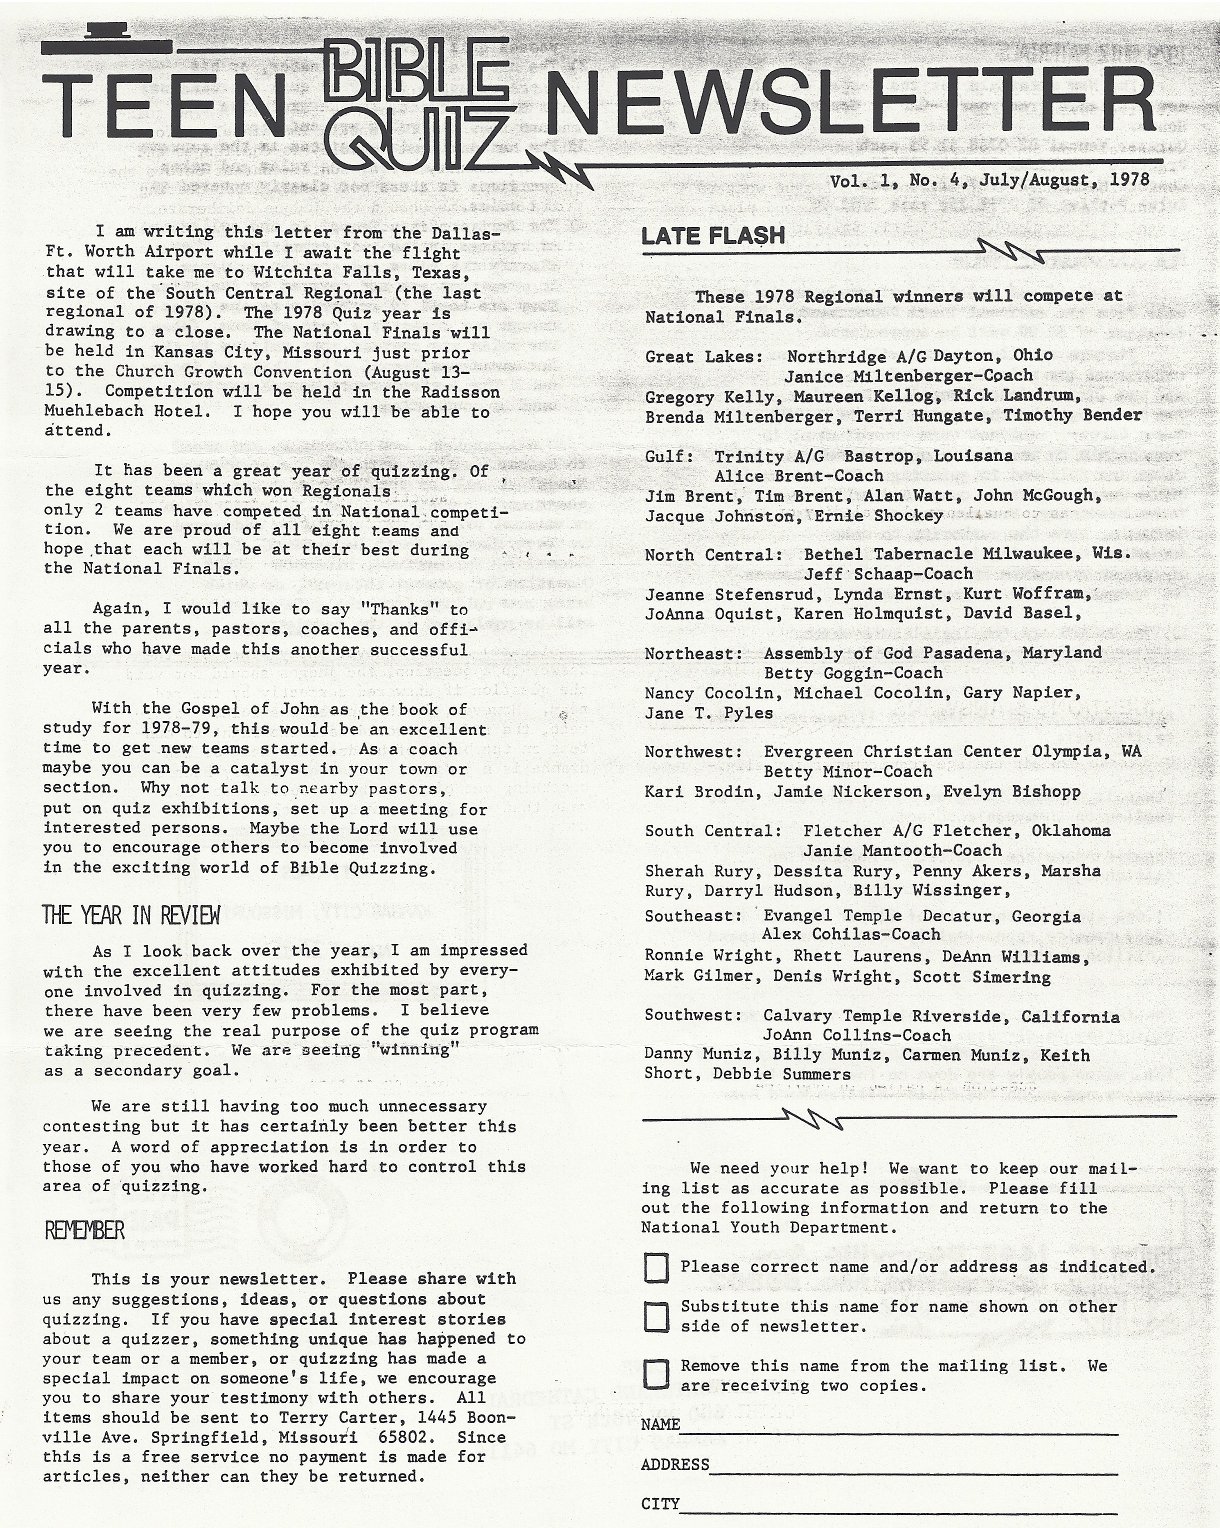 TEEN BIBLE QUIZ NEWSLETTER
Vol. 1, No. 4, July/August, 1978
I am writing this letter from the Dallas-
Ft. Worth Airport while I await the flight
that will take me to Witchita Falls, Texas,
site of the South Central Regional (the last
regional of 1978). The 1978 Quiz year is
drawing to a close. The National Finals will
be held in Kansas City, Missouri just prior
to the Church Growth Convention (August 13-
15). Competition will be held in the Radisson
Muehlebach Hotel. I hope you will be able to
attend.
It has been a great year of quizzing. Of
the eight teams which won Regionals
only 2 teams have competed in National competi-
tion. We are proud of all eight teams and
hope that each will be at their best during
the National Finals.
Again, I would like to say "Thanks" to
all the parents, pastors, coaches, and offi-
cials who have made this another successful
year.
With the Gospel of John as the book of
study for 1978-79, this would be an excellent
time to get new teams started. As a coach
maybe you can be a catalyst in your town or
section. Why not talk to nearby pastors,
put on quiz exhibitions, set up a meeting for
interested persons. Maybe the Lord will use
you to encourage others to become involved
in the exciting world of Bible Quizzing.
THE YEAR IN REVIEW
As I look back over the year, I am impressed
with the excellent attitudes exhibited by every-
one involved in quizzing. For the most part,
there have been very few problems. I believe
we are seeing the real purpose of the quiz program
taking precedent. We are seeing "winning"
as a secondary goal.
We are still having too much unnecessary
contesting but it has certainly been better this
year. A word of appreciation is in order to
those of you who have worked hard to control this
area of quizzing.
REMEMBER
This is your newsletter. Please share with
us any suggestions, ideas, or questions about
quizzing. If you have special interest stories
about a quizzer, something unique has happened to
your team or a member, or quizzing has made a
special impact on someone's life, we encourage
you to share your testimony with others. All
items should be sent to Terry Carter, 1445 Boon-
ville Ave. Springfield, Missouri 65802. Since
this is a free service no payment is made for
articles, neither can they be returned.
LATE FLASH
These 1978 Regional winners will compete at
National Finals.
Great Lakes: Northridge A/G Dayton, Ohio
Janice Miltenberger-Coach
Gregory Kelly, Maureen Kellog, Rick Landrum,
Brenda Miltenberger, Terri Hungate, Timothy Bender
Gulf: Trinity A/G Bastrop, Louisana
Alice Brent-Coach
Jim Brent, Tim Brent, Alan Watt, John McGough,
Jacque Johnston, Ernie Shockey
North Central: Bethel Tabernacle Milwaukee, Wis.
Jeff Schaap-Coach
Jeanne Stefensrud, Lynda Ernst, Kurt Woffram,
JoAnna Oquist, Karen Holmquist, David Basel,
Northeast: Assembly of God Pasadena, Maryland
Betty Goggin-Coach
Nancy Cocolin, Michael Cocolin, Gary Napier,
Jane T. Pyles
Northwest: Evergreen Christian Center Olympia, WA
Betty Minor-Coach
Kari Brodin, Jamie Nickerson, Evelyn Bishopp
South Central: Fletcher A/G Fletcher, Oklahoma
Janie Mantooth-Coach
Sherah Rury, Dessita Rury, Penny Akers, Marsha
Rury, Darryl Hudson, Billy Wissinger,
Southeast: Evangel Temple Decatur, Georgia
Alex Cohilas-Coach
Ronnie Wright, Rhett Laurens, DeAnn Williams,
Mark Gilmer, Denis Wright, Scott Simering
Southwest: Calvary Temple Riverside, California
JoAnn Collins-Coach
Danny Muniz, Billy Muniz, Carmen Muniz, Keith
Short, Debbie Summers
We need your help! We want to keep our mail-
ing list as accurate as possible. Please fill
out the following information and return to the
National Youth Department.
Please correct name and/or address as indicated.
Substitute this name for name shown on other
side of newsletter.
Remove this name from the mailing list. We
are receiving two copies.
NAME
ADDRESS
CITY